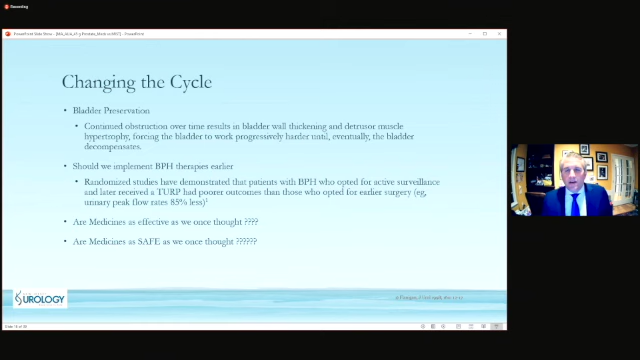 Recording
Changing the Cycle
• Bladder Preservation
• Continued obstruction over time results in bladder wall thickening and detrusor muscle
hypertrophy, forcing the bladder to work progressively harder until, eventually, the bladder
decompensates.
• Should we implement BPH therapies earlier
• Randomized studies have demonstrated that patients with BPH who opted for active surveillance
and later received a TURP had poorer outcomes than those who opted for earlier surgery (eg,
urinary peak flow rates 85% less)¹
• Are Medicines as effective as we once thought ????
• Are Medicines as SAFE as we once thought ??????
UROLOGY